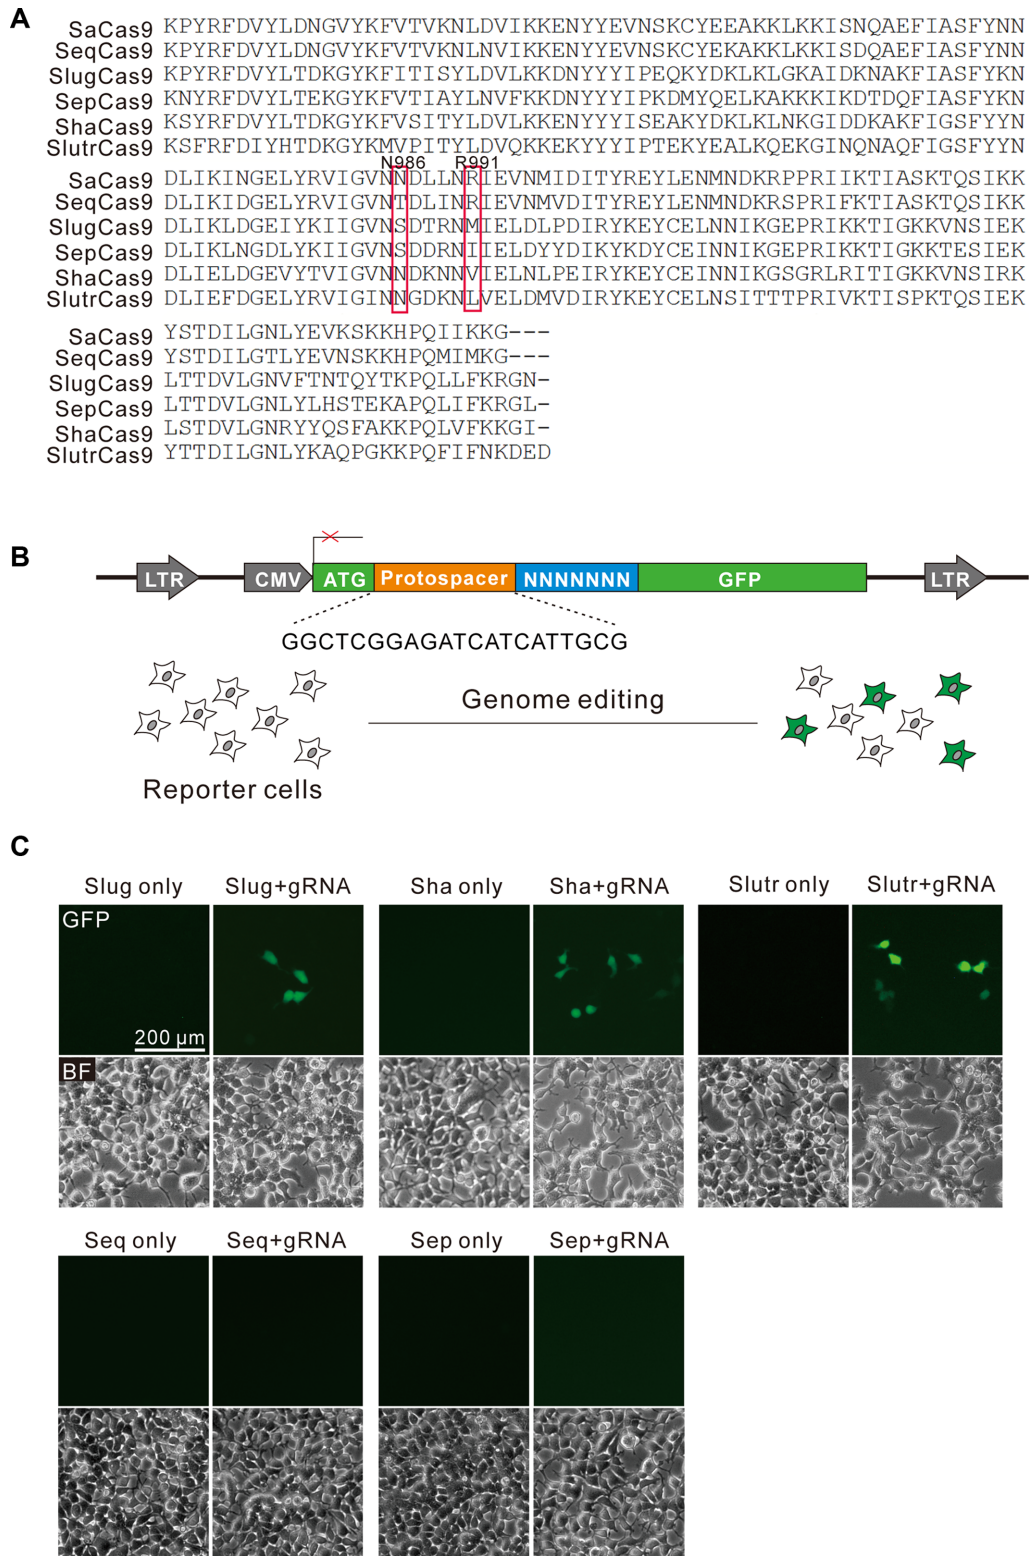 A
SaCas9 KPYRFDVYLDNGVYKFVTVKNLDVIKKENYYEVNSKCYEEAKKLKKISNQAEFIASFYNN
SeqCas9 KPYRFDVYLDNGVYKFVTVKNLNVIKKENYYEVNSKCYEKAKKLKKISDQAEFIASFYNN
SlugCas9 KPYRFDVYLTDKGYKFITISYLDVLKKDNYYYIPEQKYDKLKLGKAIDKNAKFIASFYKN
SepCas9 KNYRFDVYLTEKGYKFVTIAYLNVFKKDNYYYIPKDMYQELKAKKKIKDTDQFIASFYKN
ShaCas9 KSYRFDVYLTDKGYKFVSITYLDVLKKENYYYISEAKYDKLKLNKGIDKNAQFIGSFYYN
SlutrCas9 KSFRFDIYHTDKGYKMVPITYLDVQKKEKYYYIPTEKYEALKQEKGINQNAQFIGSFYYN
N986 R991
SaCas9 DLIKINGELYRVIGVNNDLLNRIEVNMIDITYREYLENMNDKRPPRIIKTIASKTQSIKK
SeqCas9 DLIKIDGELYRVIGVNTDLINRIEVNMVDITYREYLENMNDKRSPRIFKTIASKTQSIKK
SlugCas9 DLIKLDGEIYKIIGVNSDTRNMIELDLPDIRYKEYCELNNIKGEPRIKKTIGKKVNSIEK
SepCas9 DLIKLNGDLYKIIGVNSDDRNIIELDYYDIKYKDYCEINNIKGEPRIKKTIGKKTESIEK
ShaCas9 DLIELDGEVYTVIGVNNDKNNVIELNLPEIRYKEYCEINNIKGSGRLRITIGKKVNSIRK
SlutrCas9 DLIEFDGELYRVIGINNGDKNLVELDMVDIRYKEYCELNSITTTPRIVKTISPKTQSIEK
SaCas9 YSTDILGNLYEVKSKKHPQIIKKG---
SeqCas9 YSTDILGTLYEVNSKKHPQMIMKG---
SlugCas9 LTTDVLGNVFTNTQYTKPQLLFKRGN-
SepCas9 LTTDVLGNLYLHSTEKAPQLIFKRGL-
ShaCas9 LSTDVLGNRYYQSFAKKPQLVFKKGI-
SlutrCas9 YTTDILGNLYKAQPGKKPQFIFNKDED
B
LTR CMV ATG Protospacer NNNNNNN GFP LTR
GGCTCGGAGATCATCATTGCG
Genome editing
Reporter cells
C
Slug only Slug+gRNA Sha only Sha+gRNA Slutr only Slutr+gRNA
GFP
200 µm
BF
Seq only Seq+gRNA Sep only Sep+gRNA